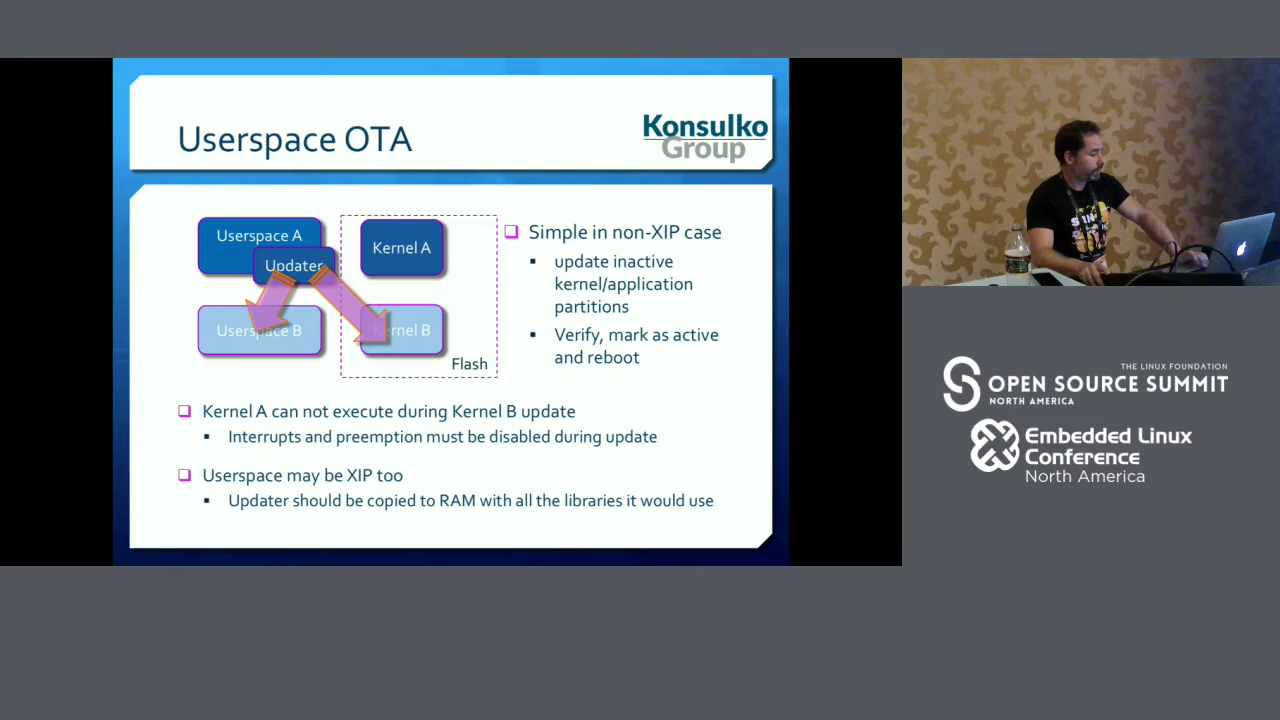 Userspace OTA
Konsulko
Group
Userspace A
Updater
Kernel A
Userspace B
Kernel B
Flash
Simple in non-XIP case
update inactive
kernel/application
partitions
Verify, mark as active
and reboot
Kernel A can not execute during Kernel B update
Interrupts and preemption must be disabled during update
Userspace may be XIP too
Updater should be copied to RAM with all the libraries it would use
THE LINUX FOUNDATION
OPEN SOURCE SUMMIT
NORTH AMERICA
Embedded Linux
Conference
North America